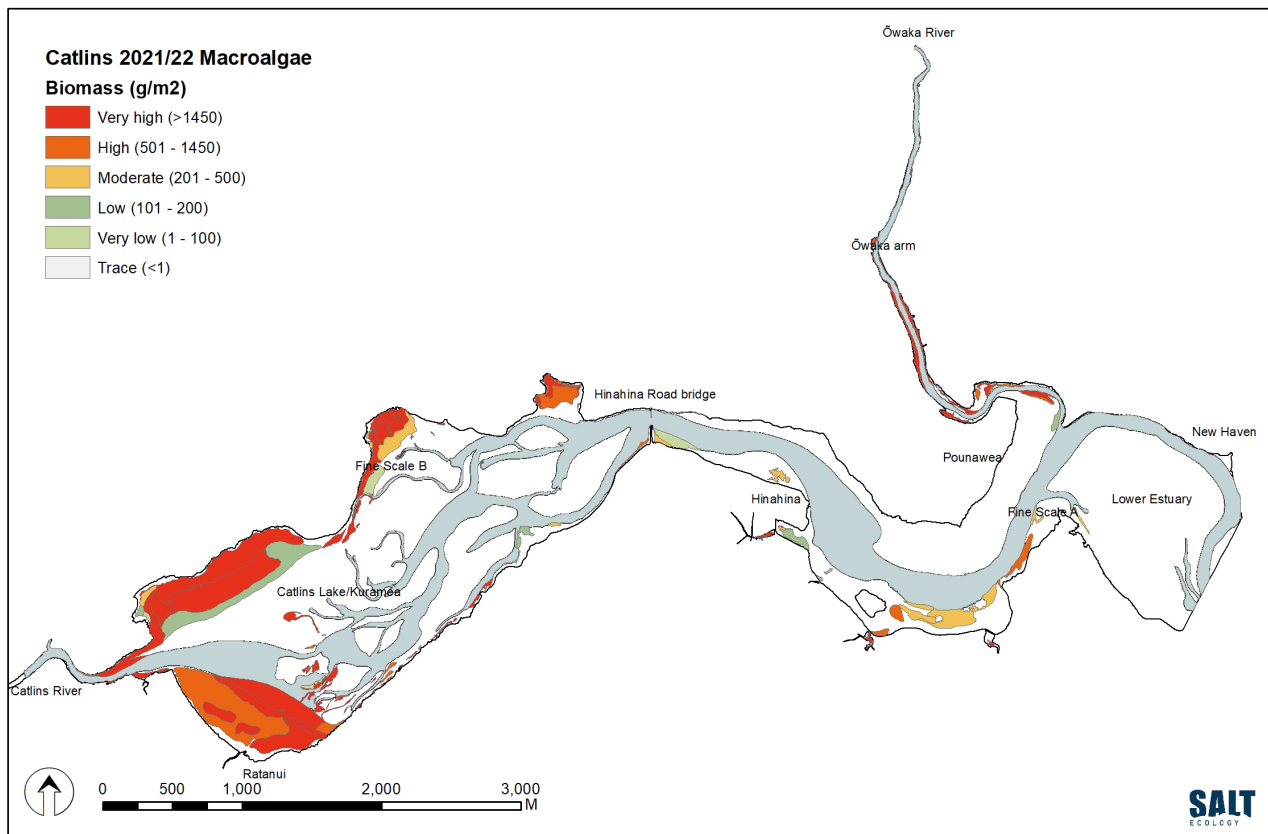 Catlins 2021/22 Macroalgae
Biomass (g/m2)
Very high (>1450)
High (501 - 1450)
Moderate (201 - 500)
Low (101 - 200)
Very low (1 - 100)
Trace (<1)
Õwaka River
Õwaka arm
Hinahina Road bridge
New Haven
Pounawea
Fine Scale B
Hinahina
Lower Estuary
Fine Scale A
Catlins Lake/Kuramea
Catlins River
Ratanui
0 500 1,000 2,000 3,000
M
SALT
ECOLOGY